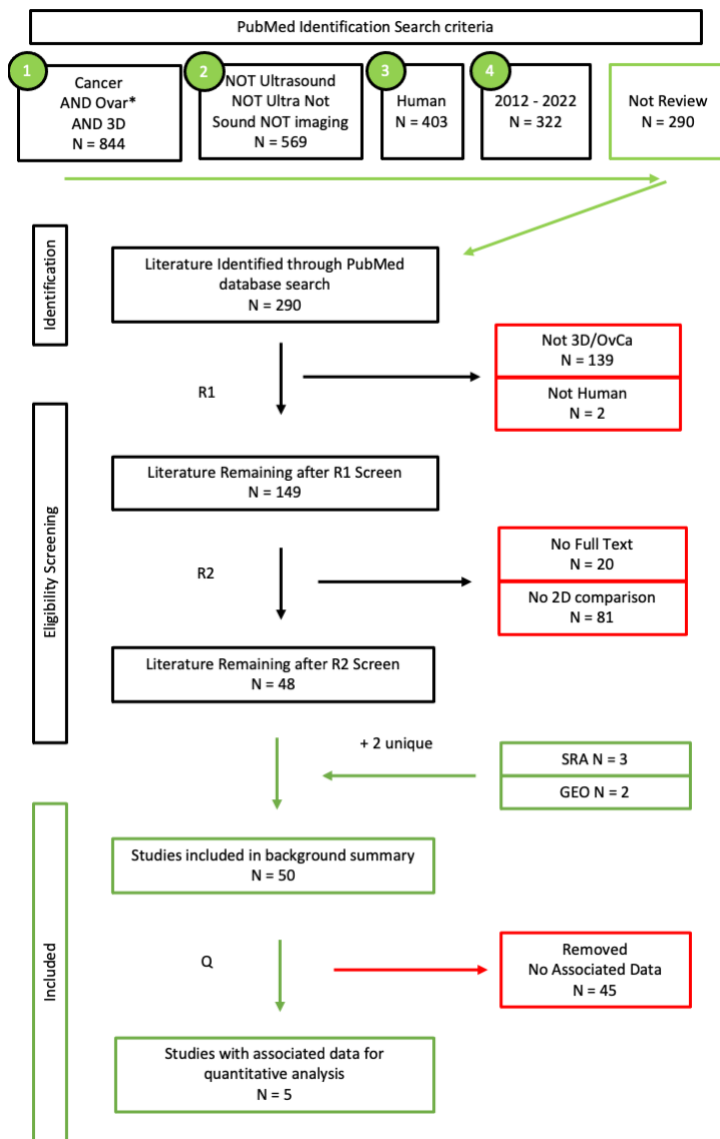 PubMed Identification Search criteria
1
Cancer
AND Ovar*
AND 3D
N = 844
2
NOT Ultrasound
NOT Ultra Not
Sound NOT imaging
N = 569
3
Human
N = 403
4
2012 - 2022
N = 322
Not Review
N = 290
Identification
Literature Identified through PubMed
database search
N = 290
R1
Not 3D/OvCa
N = 139
Not Human
N = 2
Eligibility Screening
Literature Remaining after R1 Screen
N = 149
R2
No Full Text
N = 20
No 2D comparison
N = 81
Literature Remaining after R2 Screen
N = 48
+ 2 unique
SRA N = 3
GEO N = 2
Included
Studies included in background summary
N = 50
Q
Removed
No Associated Data
N = 45
Studies with associated data for
quantitative analysis
N = 5